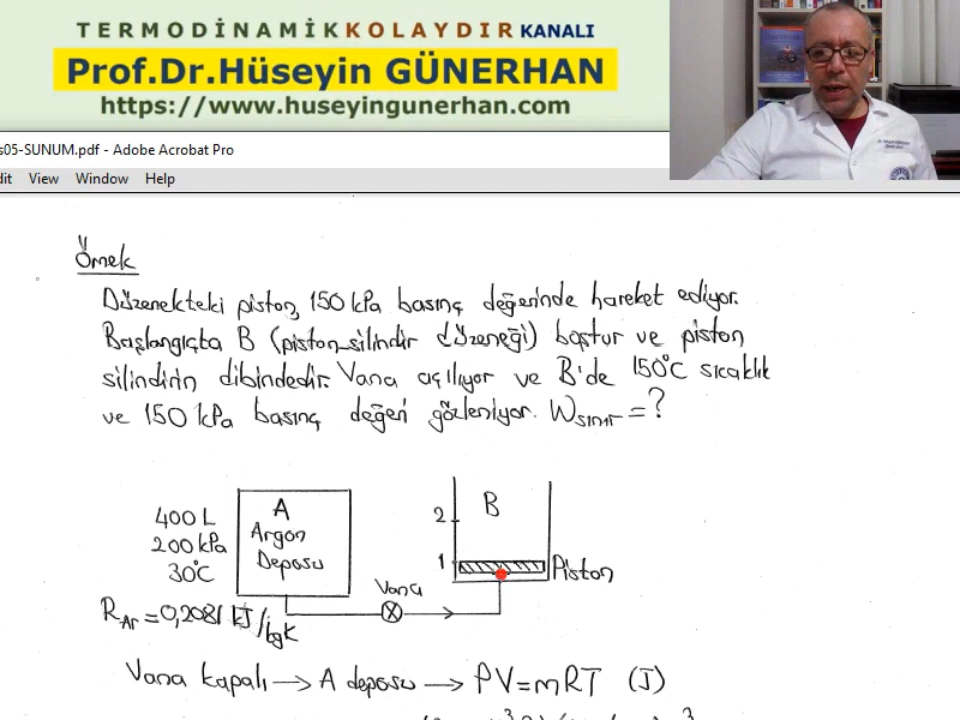 TERMODİNAMİKKOLAYDIR KANALI
Prof.Dr.Hüseyin GÜNERHAN
https://www.huseyingunerhan.com
s05-SUNUM.pdf - Adobe Acrobat Pro
dit View Window Help
Örnek
Düzenekteki piston, 150 kPa basınç değerinde hareket ediyor.
Başlangıçta B (piston-silindir düzeneği) boştur ve piston
silindirin dibindedir. Vana açılıyor ve B'de 150°C sıcaklık
ve 150 kPa basınç değeri gözleniyor. Wsınır=?
400L
200 kPa
30°C
A
Argon
Deposu
B
2
1
Piston
Vana
RAr=0,2081 kJ/kgK
Vana kapalı → A deposu → PV=mRT (I)